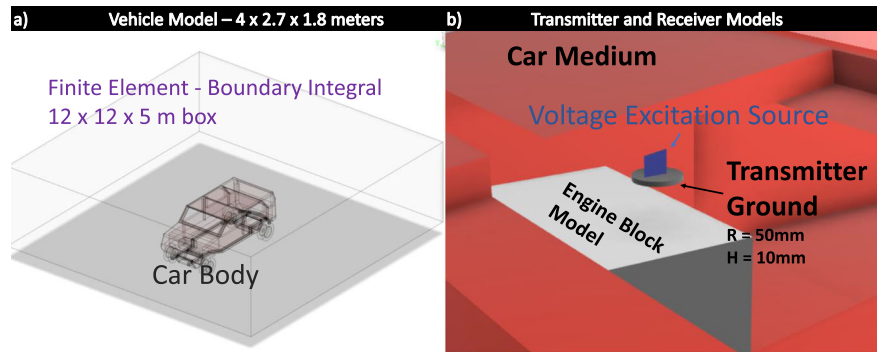 a) Vehicle Model – 4 x 2.7 x 1.8 meters
Finite Element - Boundary Integral
12 x 12 x 5 m box
Car Body
b) Transmitter and Receiver Models
Car Medium
Voltage Excitation Source
Transmitter
Ground
R = 50mm
H = 10mm
Engine Block
Model